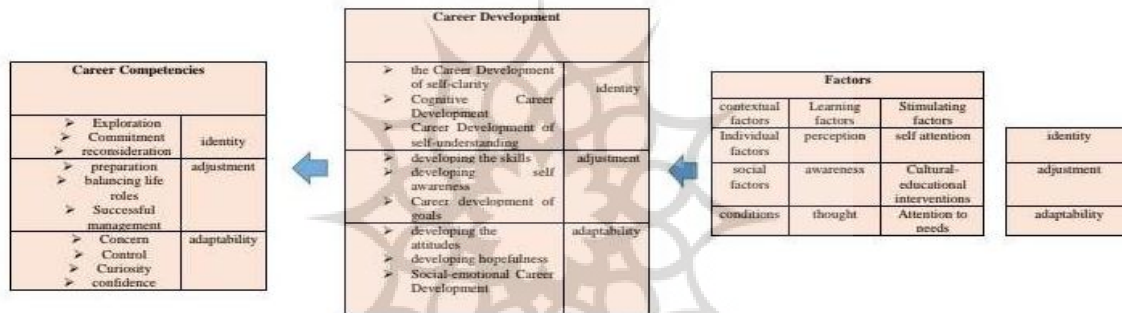 Career Competencies
Exploration
Commitment
reconsideration
identity
preparation
balancing life
roles
Successful
management
adjustment
Concern
Control
Curiosity
confidence
adaptability
Career Development
the Career Development
of self-clarity
Cognitive Career
Development
Career Development of
self-understanding
identity
developing the skills
developing self
awareness
Career development of
goals
adjustment
developing the
attitudes
developing hopefulness
Social-emotional Career
Development
adaptability
Factors
contextual factors Learning factors Stimulating factors
Individual factors perception self attention
identity
social factors awareness Cultural-educational interventions
adjustment
conditions thought Attention to needs
adaptability